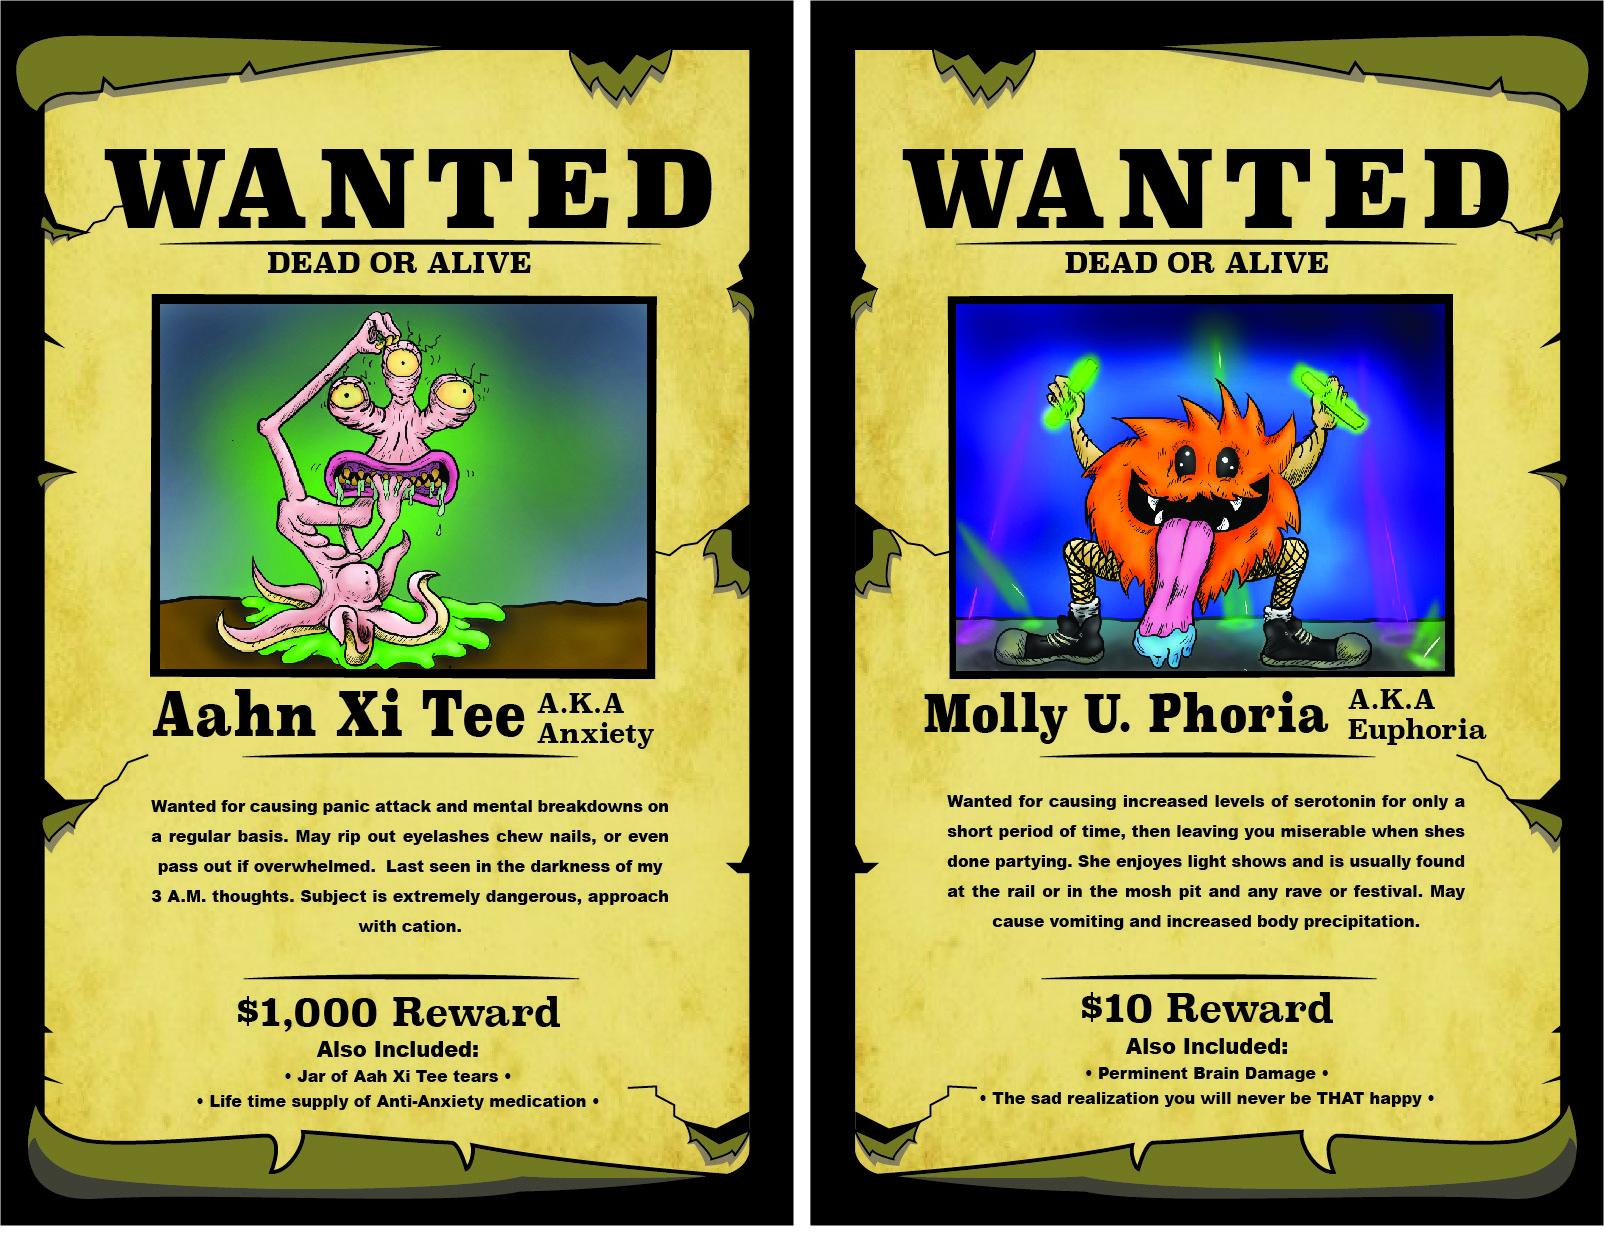 WANTED
DEAD OR ALIVE
Aahn Xi Tee
A.K.A
Anxiety
Wanted for causing panic attack and mental breakdowns on
a regular basis. May rip out eyelashes chew nails, or even
pass out if overwhelmed. Last seen in the darkness of my
3 A.M. thoughts. Subject is extremely dangerous, approach
with cation.
$1,000 Reward
Also Included:
• Jar of Aah Xi Tee tears •
• Life time supply of Anti-Anxiety medication •
WANTED
DEAD OR ALIVE
Molly U. Phoria
A.K.A
Euphoria
Wanted for causing increased levels of serotonin for only a
short period of time, then leaving you miserable when shes
done partying. She enjoyes light shows and is usually found
at the rail or in the mosh pit and any rave or festival. May
cause vomiting and increased body precipitation.
$10 Reward
Also Included:
• Perminent Brain Damage •
• The sad realization you will never be THAT happy •